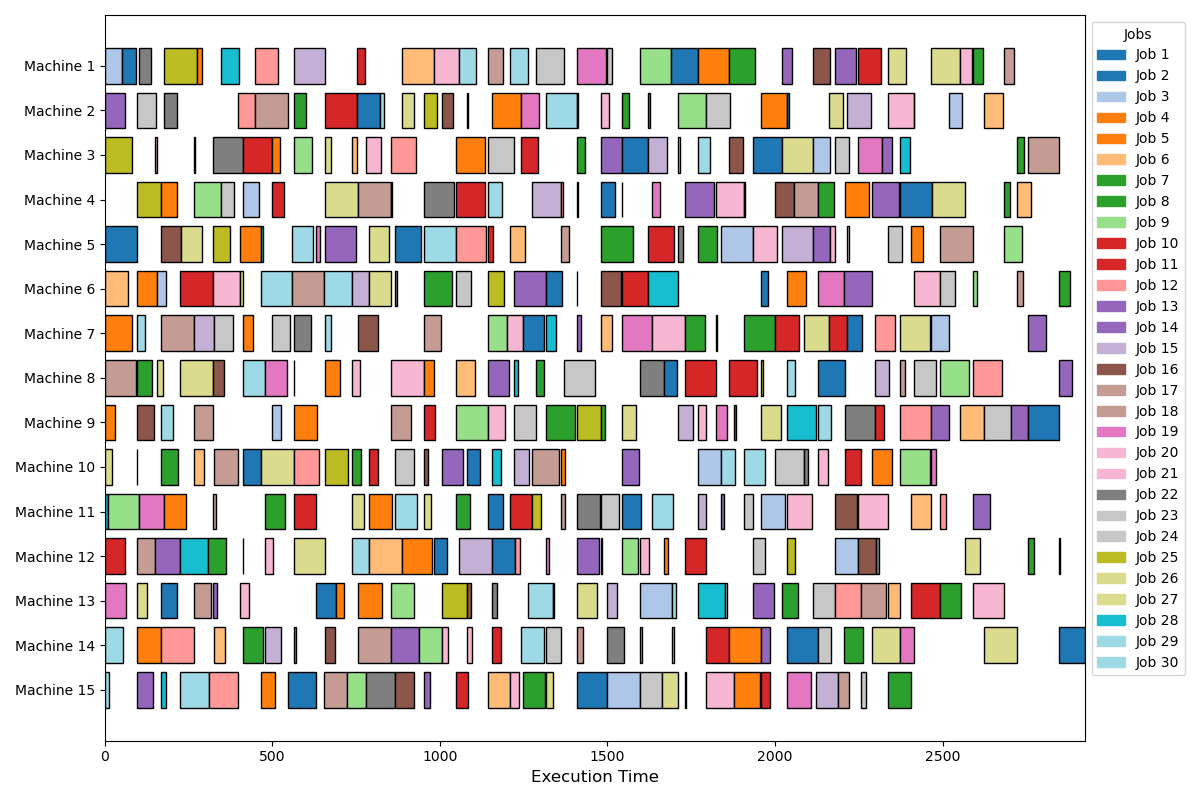 Machine 1
Machine 2
Machine 3
Machine 4
Machine 5
Machine 6
Machine 7
Machine 8
Machine 9
Machine 10
Machine 11
Machine 12
Machine 13
Machine 14
Machine 15
0 500 1000 1500 2000 2500
Execution Time
Jobs
Job 1
Job 2
Job 3
Job 4
Job 5
Job 6
Job 7
Job 8
Job 9
Job 10
Job 11
Job 12
Job 13
Job 14
Job 15
Job 16
Job 17
Job 18
Job 19
Job 20
Job 21
Job 22
Job 23
Job 24
Job 25
Job 26
Job 27
Job 28
Job 29
Job 30